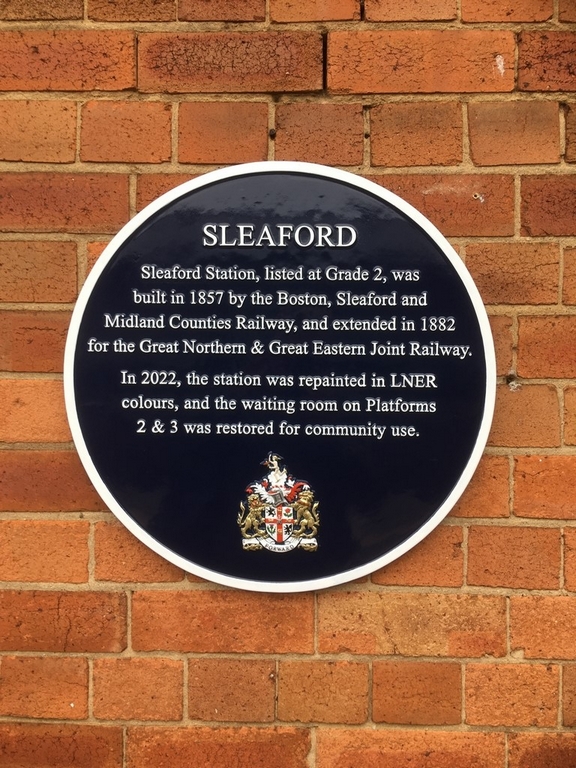 SLEAFORD
Sleaford Station, listed at Grade 2, was
built in 1857 by the Boston, Sleaford and
Midland Counties Railway, and extended in 1882
for the Great Northern & Great Eastern Joint Railway.
In 2022, the station was repainted in LNER
colours, and the waiting room on Platforms
2 & 3 was restored for community use.
FORWARD